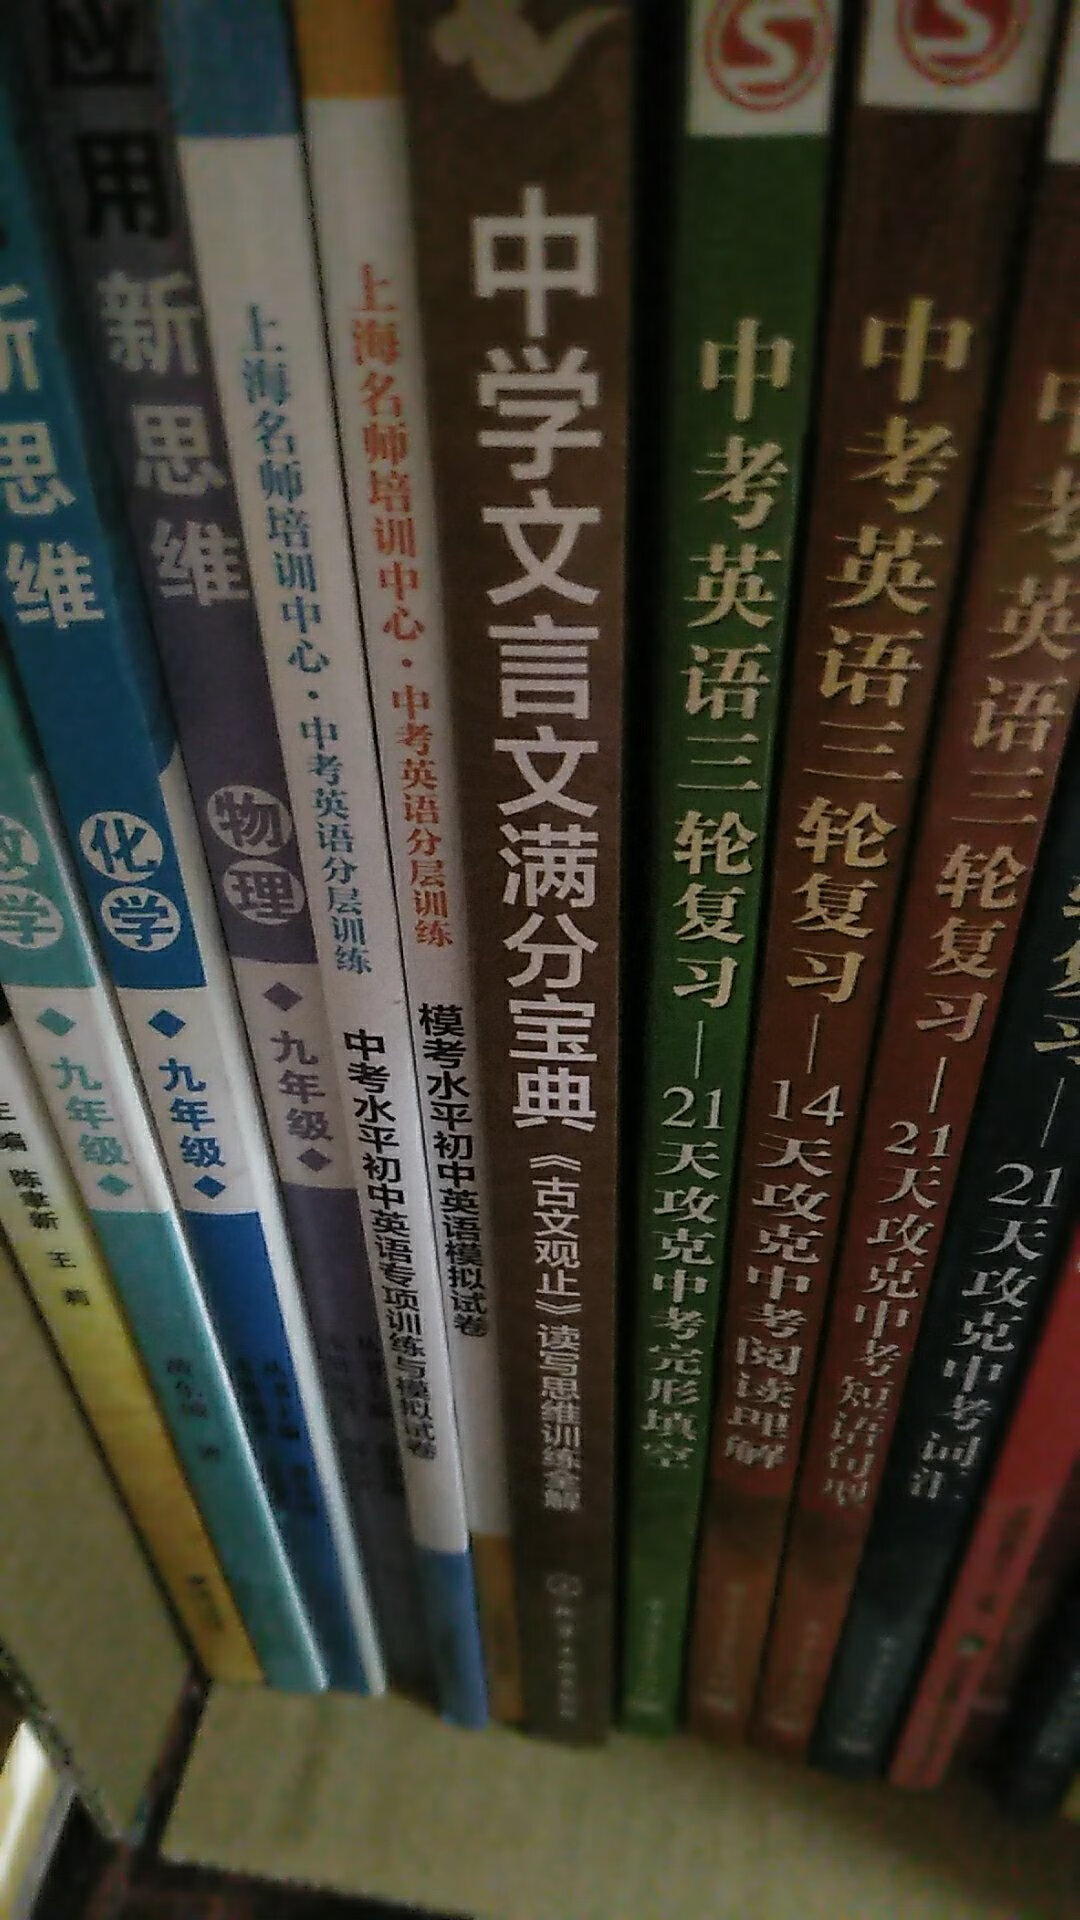 主编 陈孝新 王莉
数学
九年级
新思维
化学
九年级
应用
新思维
物理
九年级
上海名师培训中心·中考英语分层训练
中考水平初中英语专项训练与模拟试卷
上海名师培训中心·中考英语分层训练
模考水平初中英语模拟试卷
中学文言文满分宝典
《古文观止》读写思维训练全解
中考英语三轮复习—21天攻克中考完形填空
中考英语三轮复习—14天攻克中考阅读理解
中考英语三轮复习—21天攻克中考短语句型
复习—21天攻克中考词汇